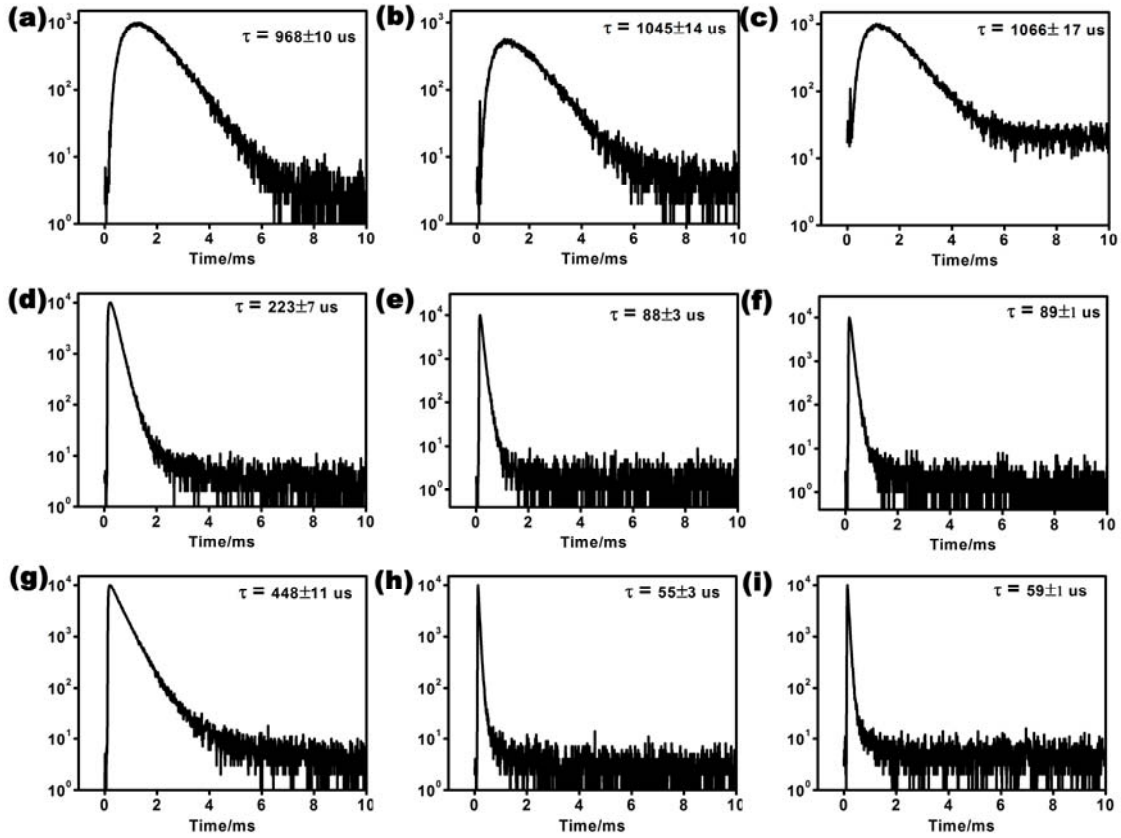 (a)
τ = 968±10 us
10³
10²
10¹
10⁰
0 2 4 6 8 10
Time/ms
(b)
τ = 1045±14 us
10³
10²
10¹
10⁰
0 2 4 6 8 10
Time/ms
(c)
τ = 1066± 17 us
10³
10²
10¹
10⁰
0 2 4 6 8 10
Time/ms
(d)
τ = 223±7 us
10⁴
10³
10²
10¹
10⁰
0 2 4 6 8 10
Time/ms
(e)
τ = 88±3 us
10⁴
10³
10²
10¹
10⁰
0 2 4 6 8 10
Time/ms
(f)
τ = 89±1 us
10⁴
10³
10²
10¹
10⁰
0 2 4 6 8 10
Time/ms
(g)
τ = 448±11 us
10⁴
10³
10²
10¹
10⁰
0 2 4 6 8 10
Time/ms
(h)
τ = 55±3 us
10⁴
10³
10²
10¹
10⁰
0 2 4 6 8 10
Time/ms
(i)
τ = 59±1 us
10⁴
10³
10²
10¹
10⁰
0 2 4 6 8 10
Time/ms